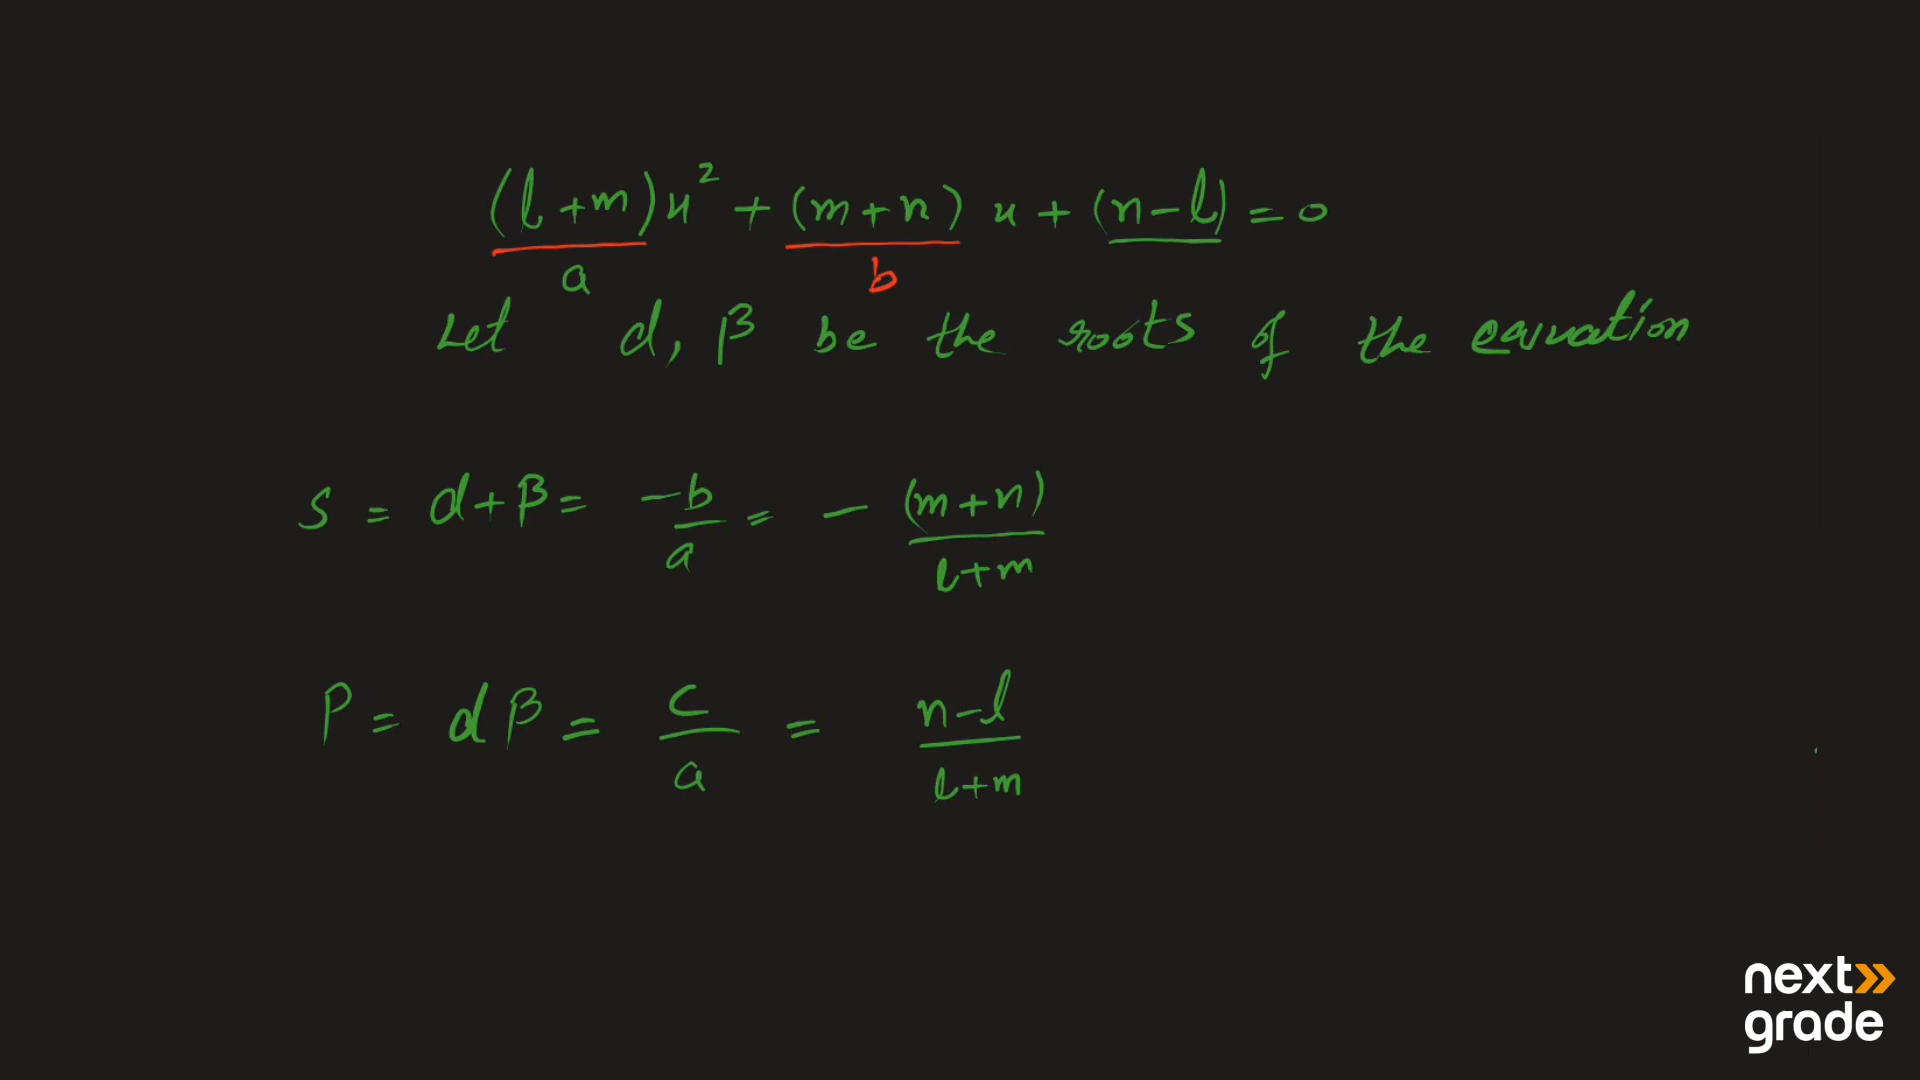 (l+m)x² + (m+n) x + (n-l) = 0
a b
Let α, β be the roots of the equation
S = α+β = -b/a = - (m+n)/l+m
P = αβ = c/a = n-l/l+m
next
grade